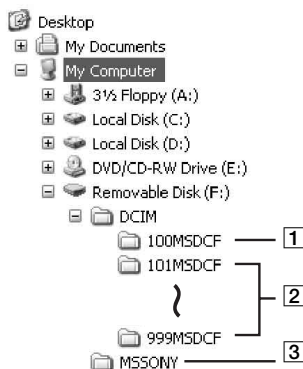 Desktop
My Documents
My Computer
3½ Floppy (A:)
Local Disk (C:)
Local Disk (D:)
DVD/CD-RW Drive (E:)
Removable Disk (F:)
DCIM
100MSDCF 1
101MSDCF
2
999MSDCF
MSSONY 3